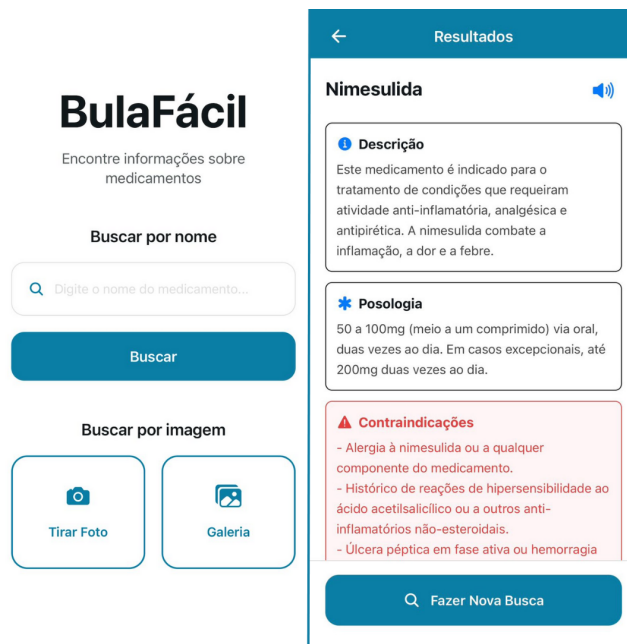 BulaFácil
Encontre informações sobre
medicamentos
Buscar por nome
Digite o nome do medicamento...
Buscar
Buscar por imagem
Tirar Foto
Galeria
Resultados
Nimesulida
Descrição
Este medicamento é indicado para o
tratamento de condições que requeiram
atividade anti-inflamatória, analgésica e
antipirética. A nimesulida combate a
inflamação, a dor e a febre.
Posologia
50 a 100mg (meio a um comprimido) via oral,
duas vezes ao dia. Em casos excepcionais, até
200mg duas vezes ao dia.
Contraindicações
- Alergia à nimesulida ou a qualquer
componente do medicamento.
- Histórico de reações de hipersensibilidade ao
ácido acetilsalicílico ou a outros anti-
inflamatórios não-esteroidais.
- Úlcera péptica em fase ativa ou hemorragia
Fazer Nova Busca